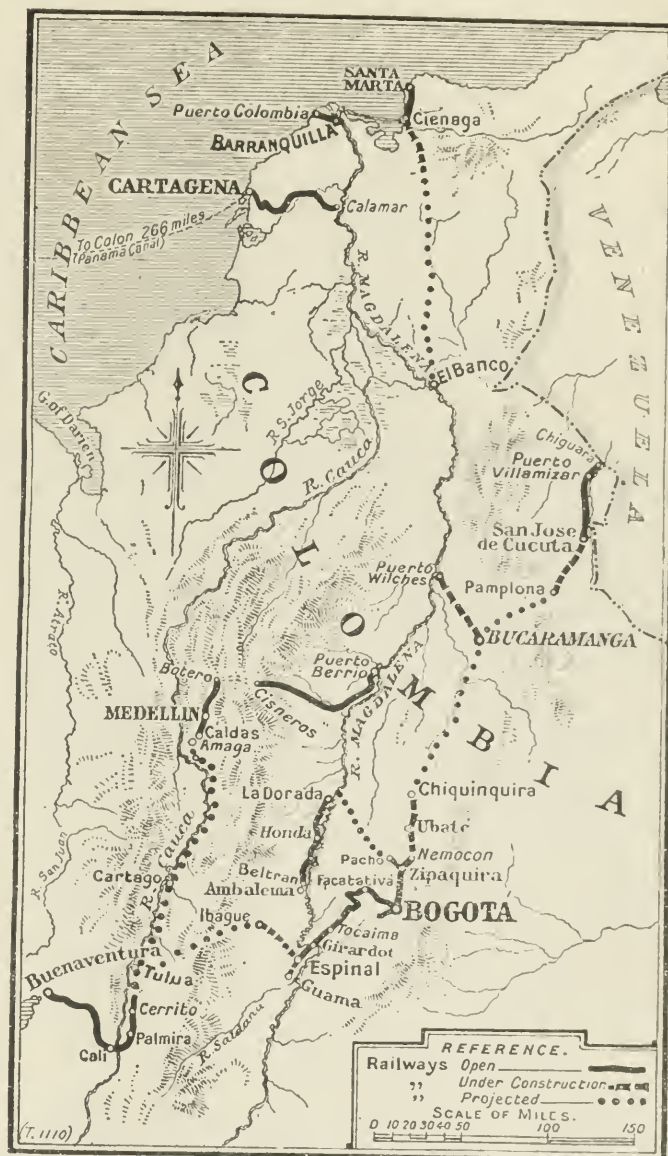 CARIBBEAN SEA
SANTA
MARTA
Puerto Colombia
Cienaga
BARRANQUILLA
CARTAGENA
Calamar
To Colon 266 miles
(Panama Canal)
R. MAGDALENA
VENEZUELA
El Banco
COLOMBIA
R. S. Jorge
G. of Darien
R. Cauca
Chiguara
Puerto
Villamizar
San Jose
de Cucuta
Puerto
Wilches
Pamplona
R. Atrato
BUCARAMANGA
Puerto
Berrio
Botero
Cisneros
R. MAGDALENA
MEDELLIN
Caldas
Amaga
La Dorada
Chiquinquira
Honda
Ubate
R. San Juan
R. Cauca
Pacho
Nemocon
Cartago
Beltran
Zipaquira
Ambalema
Facatativa
BOGOTA
Ibague
Tocaima
Girardot
Buenaventura
Espinal
Tulua
Guamo
Cerrito
R. Saldana
Palmira
Cali
REFERENCE.
Railways Open
" Under Construction
" Projected
SCALE OF MILES.
0 10 20 30 40 50 100 150
(T. 1110)